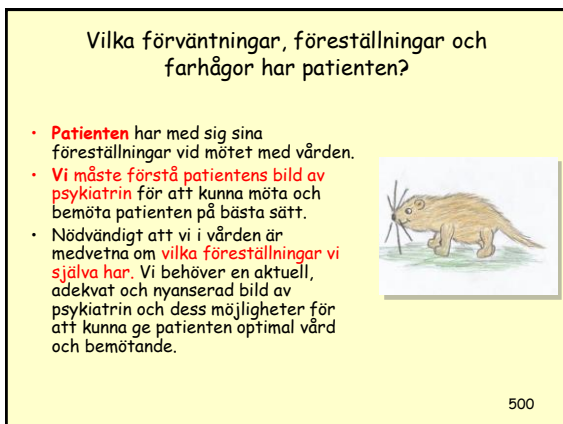 Vilka förväntningar, föreställningar och
farhågor har patienten?
• Patienten har med sig sina
föreställningar vid mötet med vården.
• Vi måste förstå patientens bild av
psykiatrin för att kunna möta och
bemöta patienten på bästa sätt.
• Nödvändigt att vi i vården är
medvetna om vilka föreställningar vi
själva har. Vi behöver en aktuell,
adekvat och nyanserad bild av
psykiatrin och dess möjligheter för
att kunna ge patienten optimal vård
och bemötande.
500